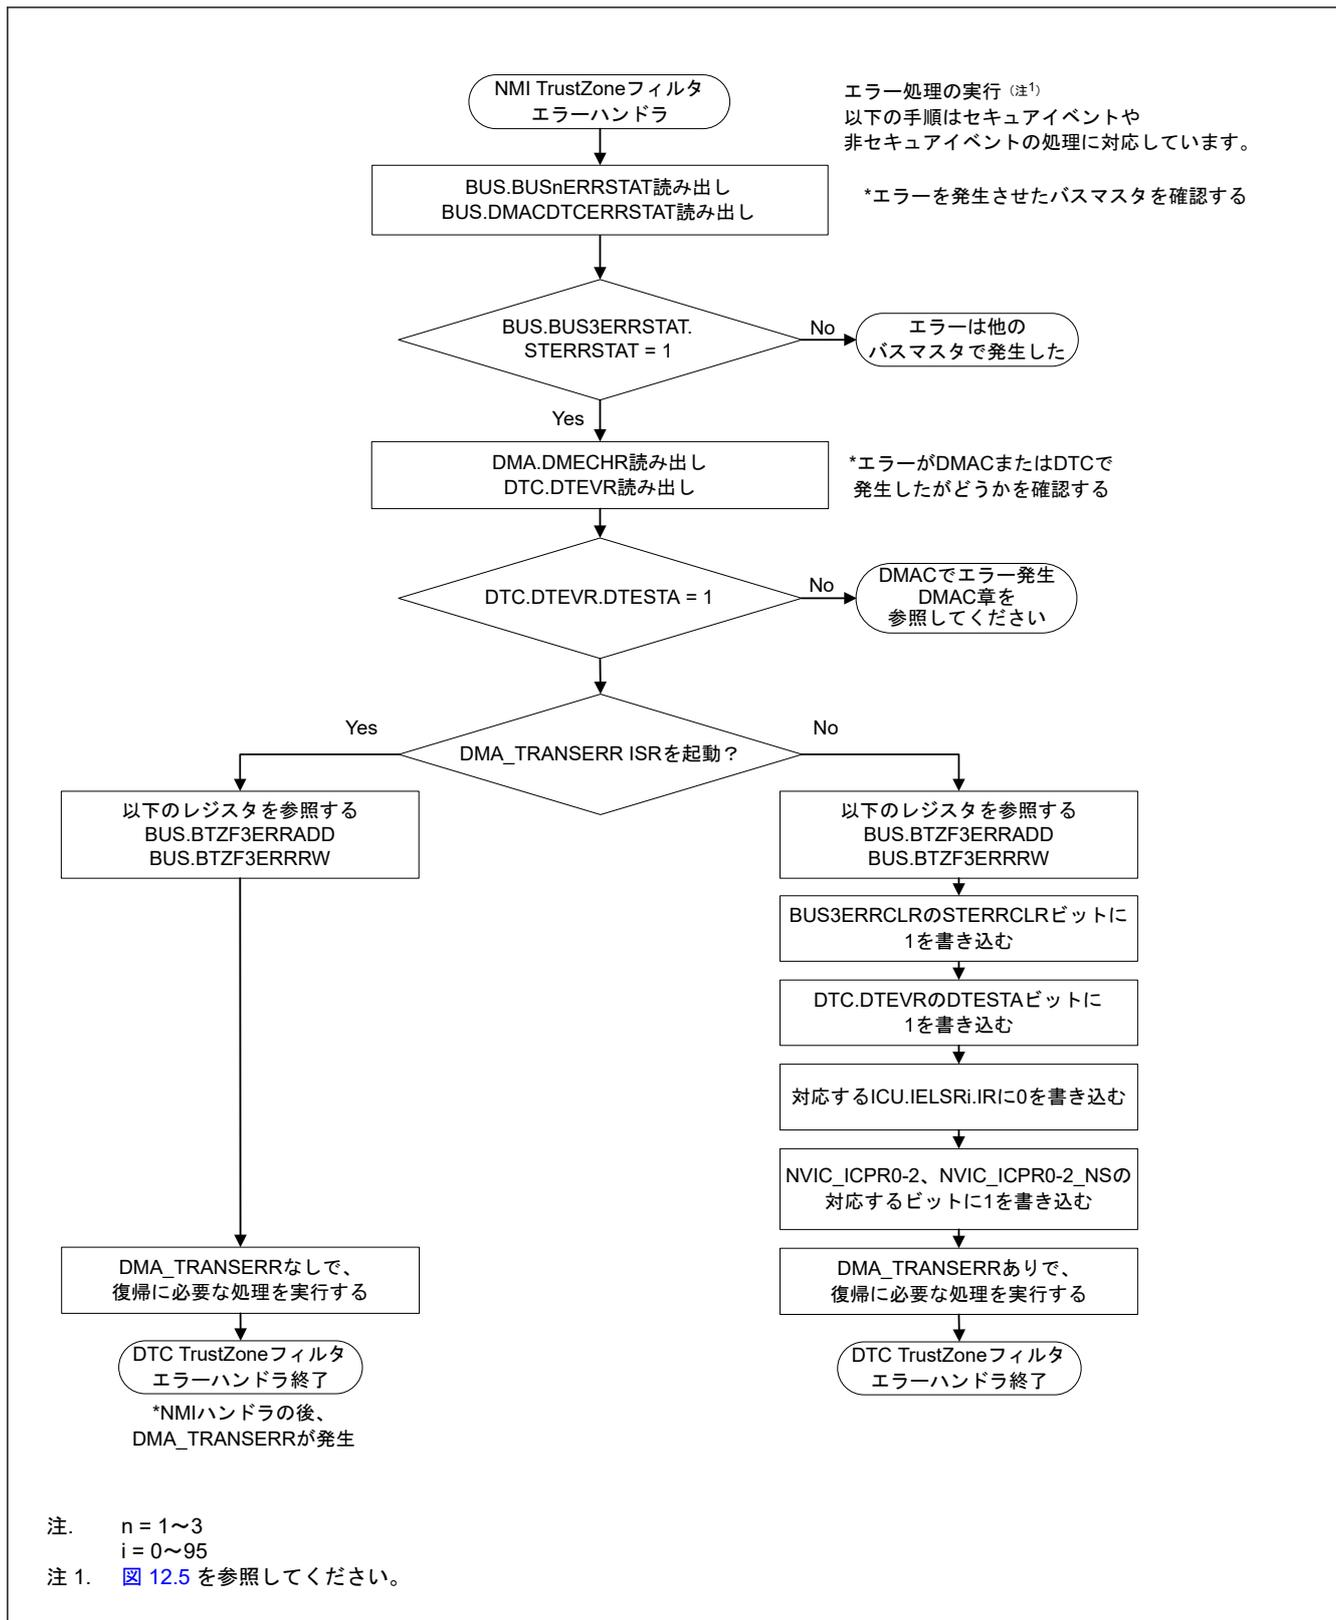 NMI TrustZoneフィルタ
エラーハンドラ
エラー処理の実行（注1）
以下の手順はセキュアイベントや
非セキュアイベントの処理に対応しています。
BUS.BUSnERRSTAT読み出し
BUS.DMACDTCERRSTAT読み出し
*エラーを発生させたバスマスタを確認する
BUS.BUS3ERRSTAT.
STERRSTAT = 1
No
エラーは他の
バスマスタで発生した
Yes
DMA.DMECHR読み出し
DTC.DTEVR読み出し
*エラーがDMACまたはDTCで
発生したがどうかを確認する
DTC.DTEVR.DTESTA = 1
No
DMACでエラー発生
DMAC章を
参照してください
DMA_TRANSERR ISRを起動？
Yes
No
以下のレジスタを参照する
BUS.BTZF3ERRADD
BUS.BTZF3ERRRW
以下のレジスタを参照する
BUS.BTZF3ERRADD
BUS.BTZF3ERRRW
BUS3ERRCLRのSTERRCLRビットに
1を書き込む
DTC.DTEVRのDTESTAビットに
1を書き込む
対応するICU.IELSRi.IRに0を書き込む
NVIC_ICPR0-2、NVIC_ICPR0-2_NSの
対応するビットに1を書き込む
DMA_TRANSERRなしで、
復帰に必要な処理を実行する
DMA_TRANSERRありで、
復帰に必要な処理を実行する
DTC TrustZoneフィルタ
エラーハンドラ終了
DTC TrustZoneフィルタ
エラーハンドラ終了
*NMIハンドラの後、
DMA_TRANSERRが発生
注. n = 1～3
i = 0～95
注 1. 図 12.5 を参照してください。